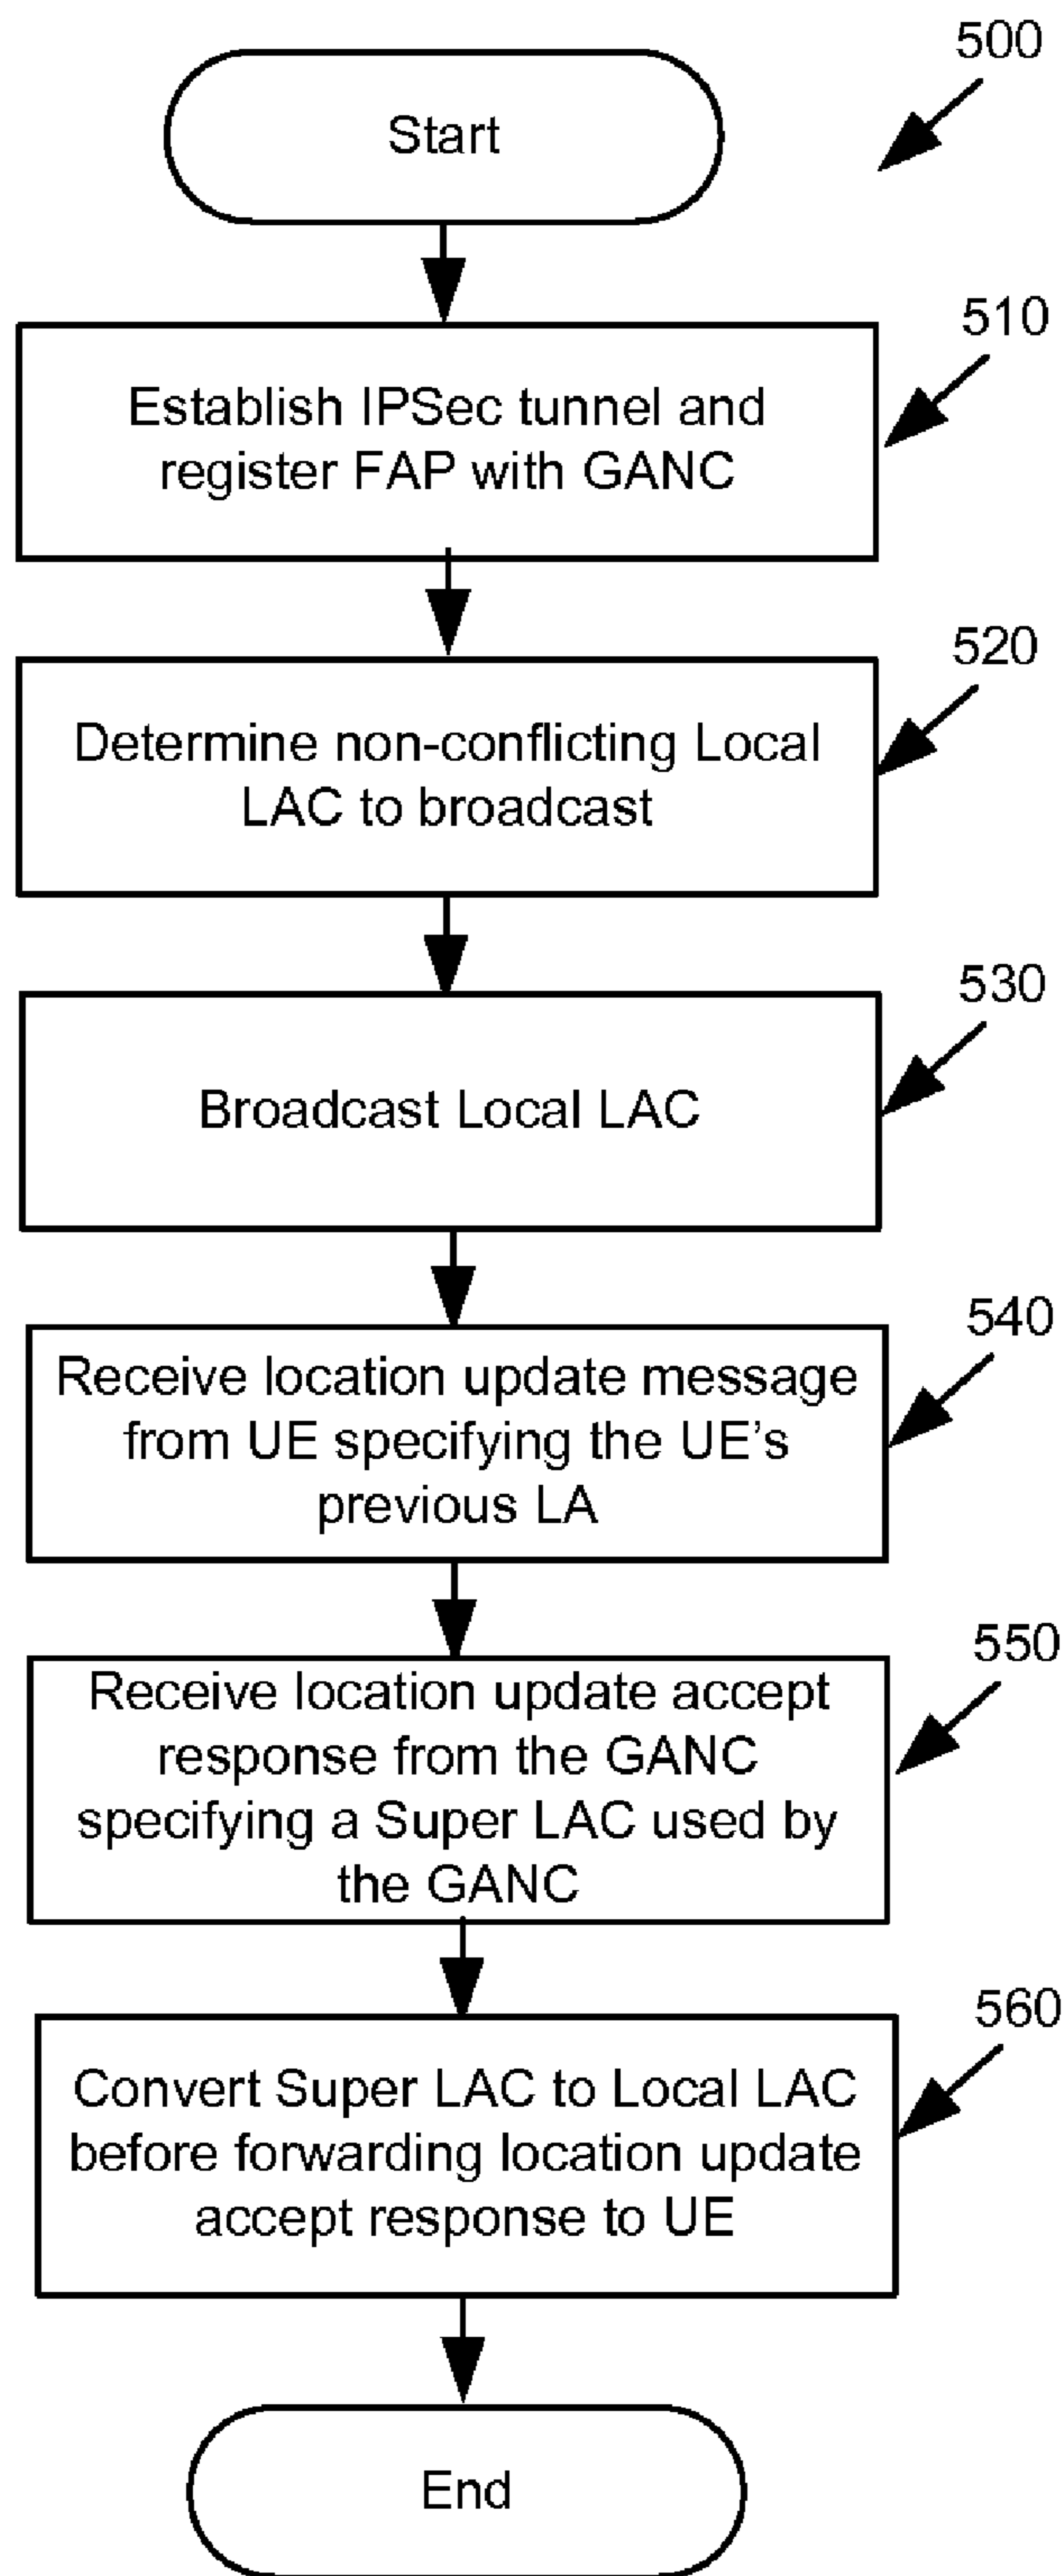 500
Start
510
Establish IPSec tunnel and
register FAP with GANC
520
Determine non-conflicting Local
LAC to broadcast
530
Broadcast Local LAC
540
Receive location update message
from UE specifying the UE's
previous LA
550
Receive location update accept
response from the GANC
specifying a Super LAC used by
the GANC
560
Convert Super LAC to Local LAC
before forwarding location update
accept response to UE
End